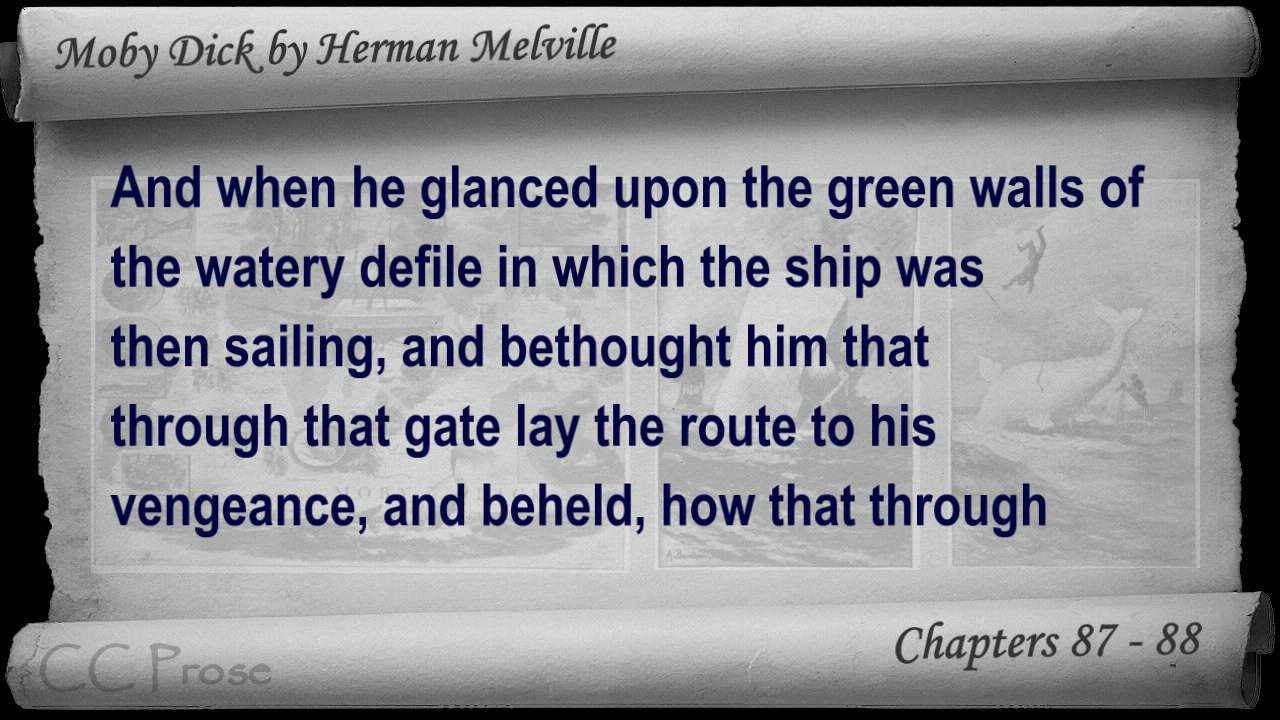 Moby Dick by Herman Melville
And when he glanced upon the green walls of
the watery defile in which the ship was
then sailing, and bethought him that
through that gate lay the route to his
vengeance, and beheld, how that through
Chapters 87 - 88
CC Prose